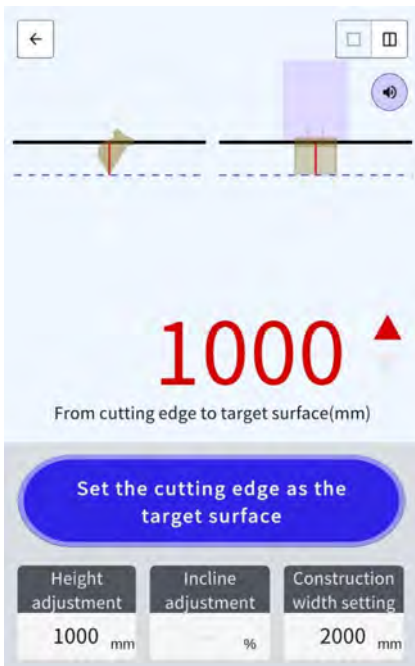 1000
From cutting edge to target surface(mm)
Set the cutting edge as the
target surface
Height
adjustment
1000 mm
Incline
adjustment
%
Construction
width setting
2000 mm